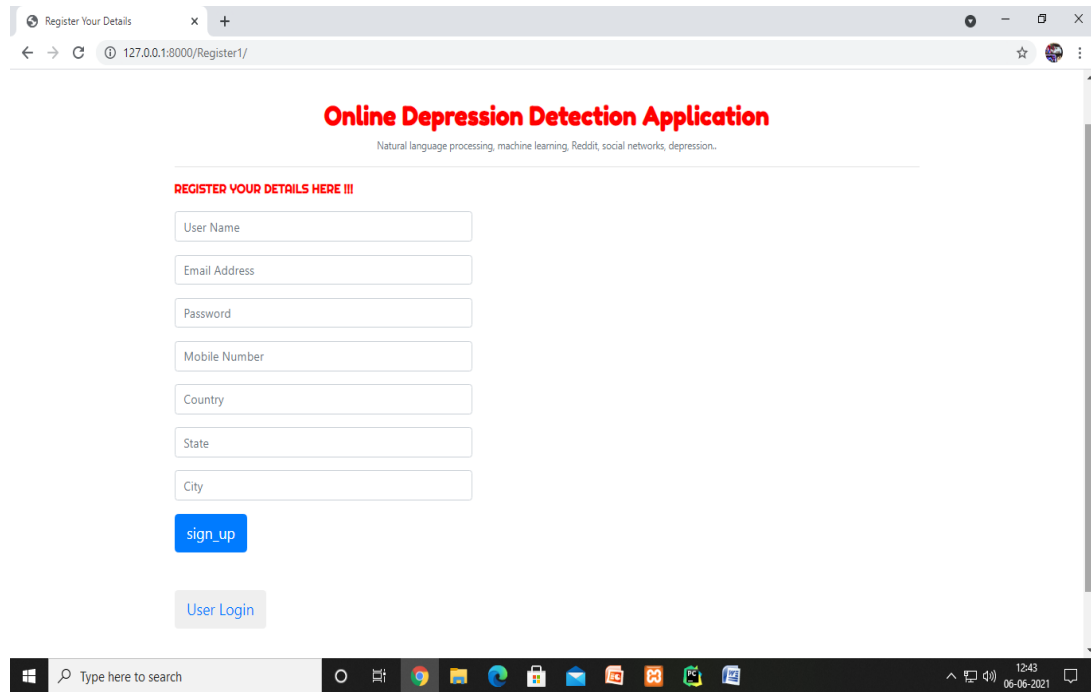 Register Your Details
127.0.0.1:8000/Register1/
Online Depression Detection Application
Natural language processing, machine learning, Reddit, social networks, depression..
REGISTER YOUR DETAILS HERE !!!
User Name
Email Address
Password
Mobile Number
Country
State
City
sign_up
User Login
Type here to search
12:43
06-06-2021